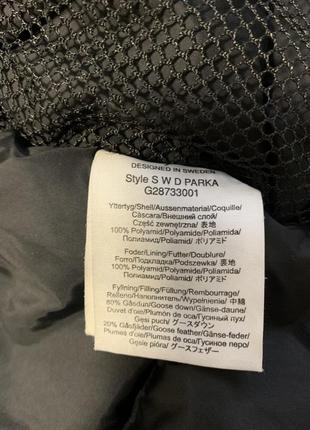 DESIGNED IN SWEDEN
Style S W D PARKA
G28733001
Yttertyg/Shell/Aussenmaterial/Coquille/
Càscara/Внешний слой/
Część zewnętrzna/ 表地
100% Polyamid/Polyamide/Poliamida/
Полиамид/Poliamid/ ポリアミド
Foder/Lining/Futter/Doublure/
Forro/Подкладка/Podszewka/ 裏地
100% Polyamid/Polyamide/Poliamida/
Полиамид/Poliamid/ ポリアミド
Fyllning/Filling/Füllung/Rembourrage/
Relleno/Наполнитель/Wypełnienie/ 中綿
80% Gåsdun/Goose down/Gänse-daunen/
Duvet d'oie/Plumón de oca/Гусиный пух/
Gęsi puch/ グースダウン
20% Gåsfjäder/Goose feather/Gänse-feder/
Plumes d'oie/Plumas de oca/Гусиное перо/
Gęsie pióra/ グースフェザー